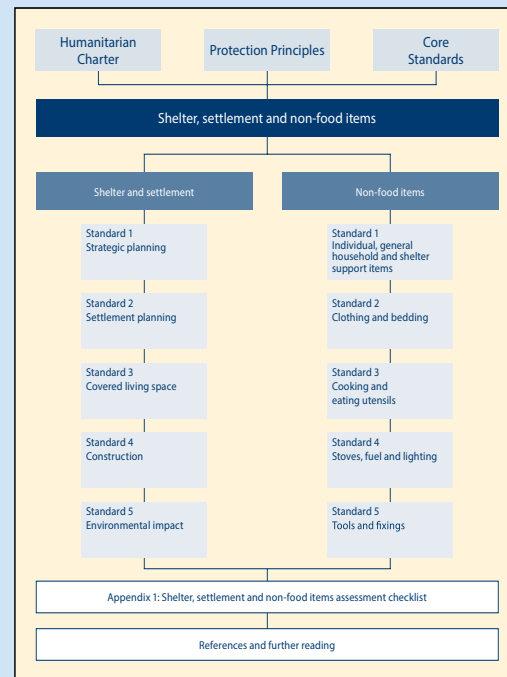 Humanitarian
Charter
Protection Principles
Core
Standards
Shelter, settlement and non-food items
Shelter and settlement
Non-food items
Standard 1
Strategic planning
Standard 2
Settlement planning
Standard 3
Covered living space
Standard 4
Construction
Standard 5
Environmental impact
Standard 1
Individual, general
household and shelter
support items
Standard 2
Clothing and bedding
Standard 3
Cooking and
eating utensils
Standard 4
Stoves, fuel and lighting
Standard 5
Tools and fixings
Appendix 1: Shelter, settlement and non-food items assessment checklist
References and further reading